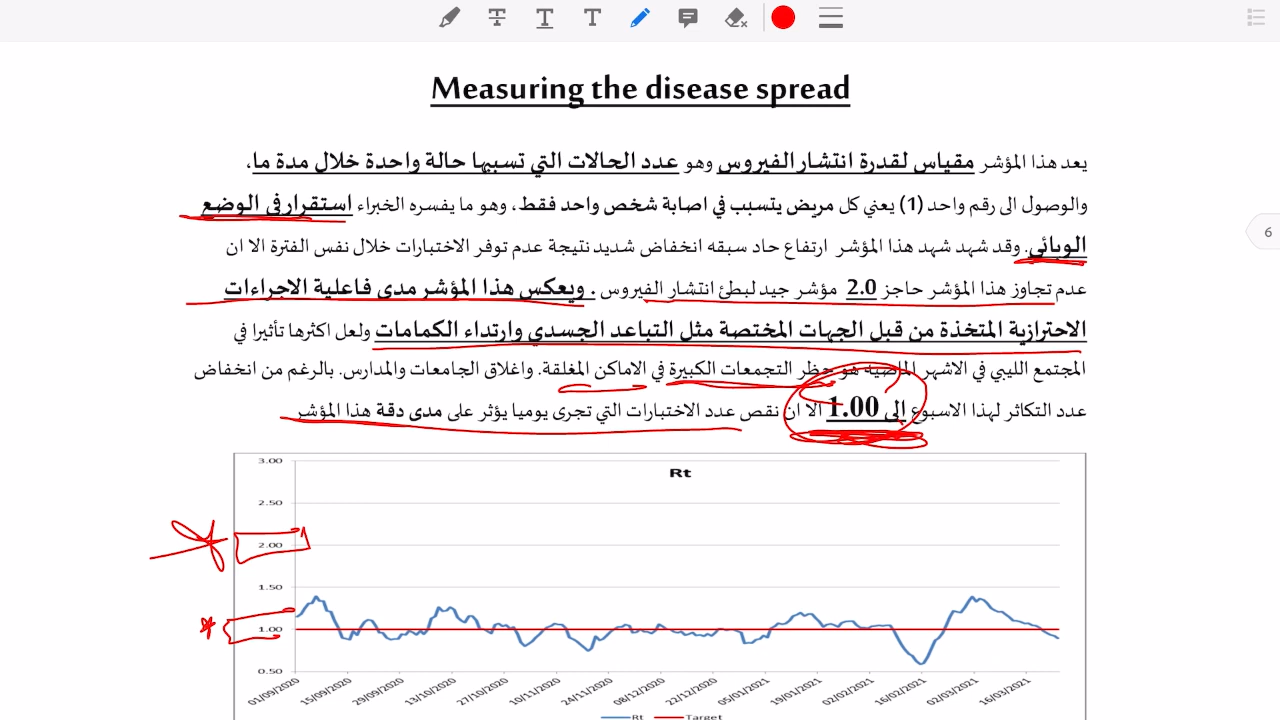 Measuring the disease spread
يعد هذا المؤشر مقياس لقدرة انتشار الفيروس وهو عدد الحالات التي تسببها حالة واحدة خلال مدة ما،
والوصول الى رقم واحد (1) يعني كل مريض يتسبب في اصابة شخص واحد فقط، وهو ما يفسره الخبراء استقرار في الوضع
الوبائي. وقد شهد شهد هذا المؤشر ارتفاع حاد سبقه انخفاض شديد نتيجة عدم توفر الاختبارات خلال نفس الفترة الا ان
عدم تجاوز هذا المؤشر حاجز 2.0 مؤشر جيد لبطئ انتشار الفيروس . ويعكس هذا المؤشر مدى فاعلية الاجراءات
الاحترازية المتخذة من قبل الجهات المختصة مثل التباعد الجسدي وارتداء الكمامات ولعل اكثرها تأثيرا في
المجتمع الليبي في الاشهر الماضية هو حظر التجمعات الكبيرة في الاماكن المغلقة. واغلاق الجامعات والمدارس. بالرغم من انخفاض
عدد التكاثر لهذا الاسبوع الى 1.00 الا ان نقص عدد الاختبارات التي تجرى يوميا يؤثر على مدى دقة هذا المؤشر
6
Rt
3.00
2.50
2.00
1.50
1.00
0.50
01/09/2020 15/09/2020 29/09/2020 13/10/2020 27/10/2020 10/11/2020 24/11/2020 08/12/2020 22/12/2020 05/01/2021 19/01/2021 02/02/2021 16/02/2021 02/03/2021 16/03/2021
Rt Target